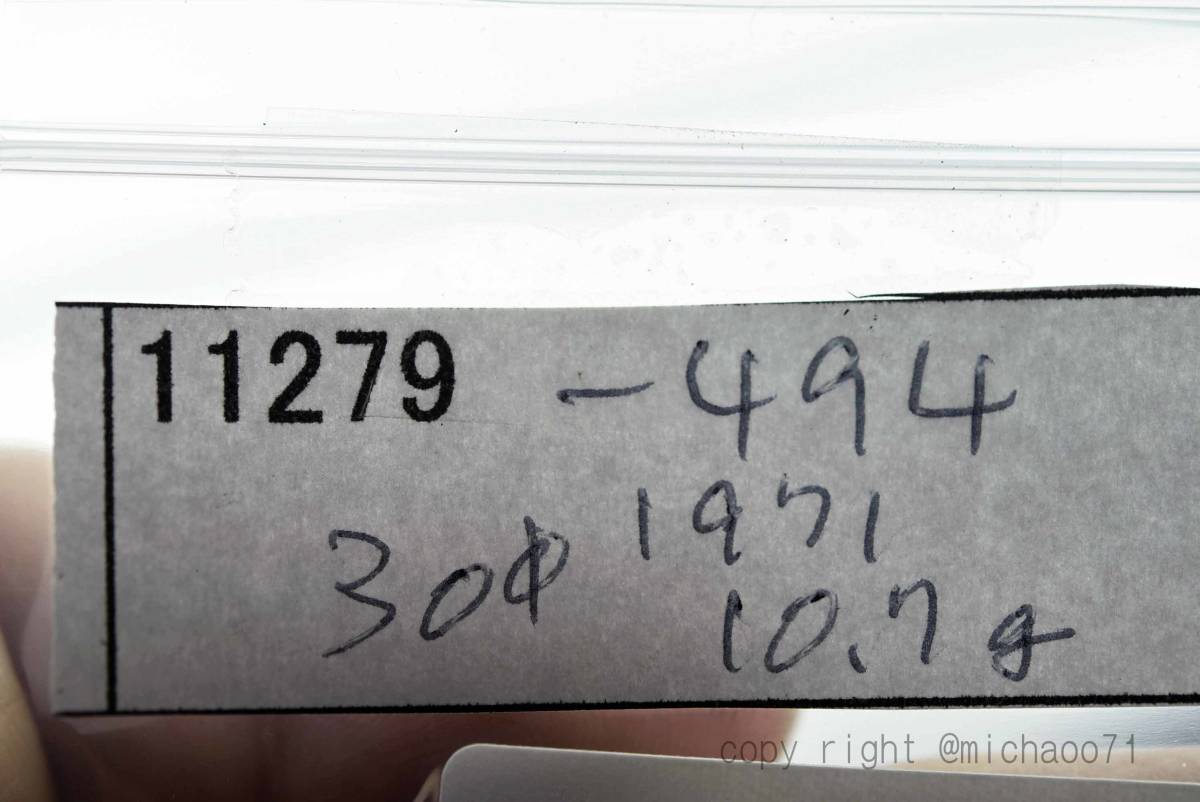 11279 -494
1971
30φ
10.7g
copy right @michaoo71